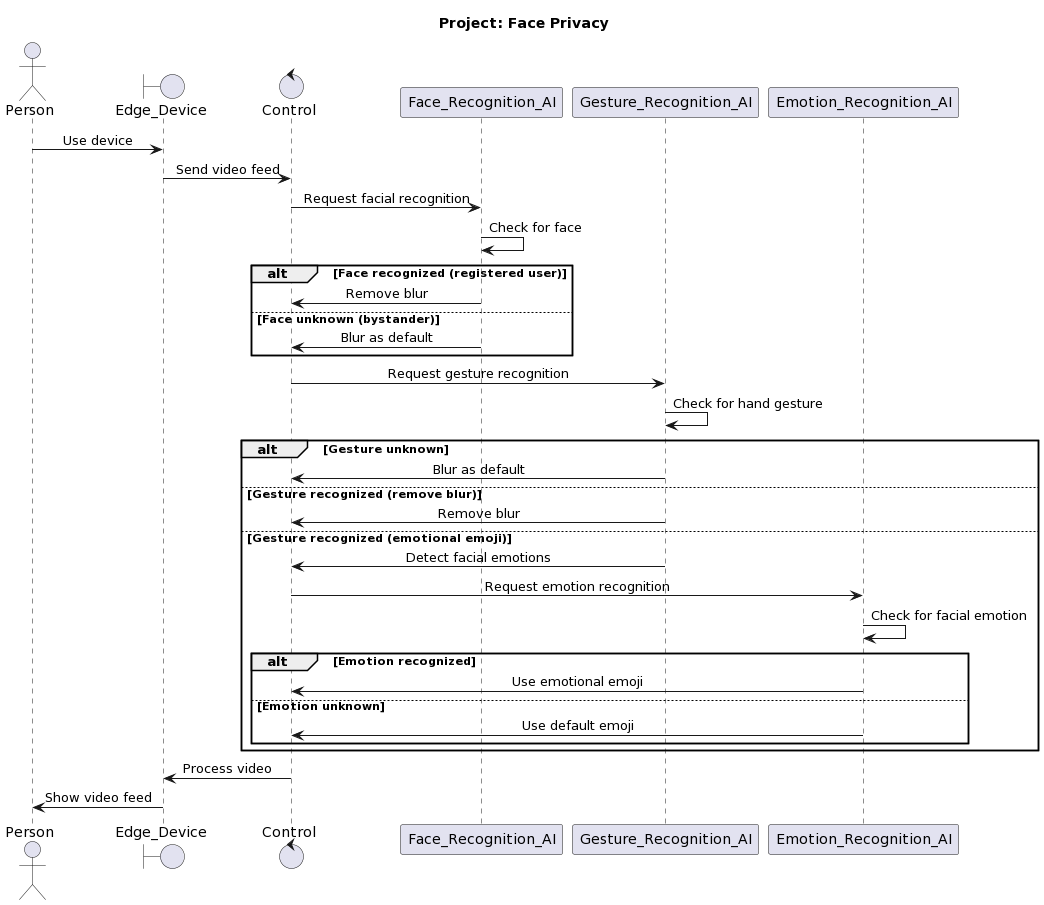 Project: Face Privacy
Person
Edge_Device
Control
Face_Recognition_AI
Gesture_Recognition_AI
Emotion_Recognition_AI
Use device
Send video feed
Request facial recognition
Check for face
alt [Face recognized (registered user)]
Remove blur
[Face unknown (bystander)]
Blur as default
Request gesture recognition
Check for hand gesture
alt [Gesture unknown]
Blur as default
[Gesture recognized (remove blur)]
Remove blur
[Gesture recognized (emotional emoji)]
Detect facial emotions
Request emotion recognition
Check for facial emotion
alt [Emotion recognized]
Use emotional emoji
[Emotion unknown]
Use default emoji
Process video
Show video feed
Person
Edge_Device
Control
Face_Recognition_AI
Gesture_Recognition_AI
Emotion_Recognition_AI